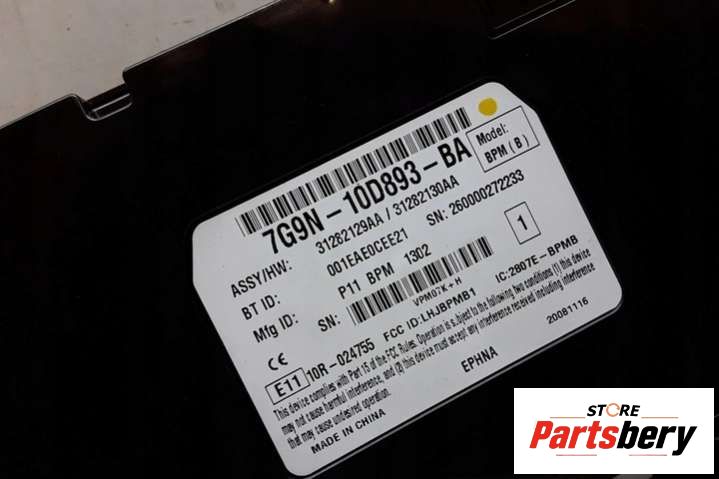 7G9N-10D893-BA
Model:
BPM (B)
ASSY/HW: 31282129AA / 31282130AA
BT ID: 001EAE0CEE21 SN: 260000272233
Mfg ID: P11 BPM 1302
1
SN:
VPM07K+H
CE
E11 10R-024755 FCC ID:LHJBPMB1 IC:2807E-BPMB
This device complies with Part 15 of the FCC Rules. Operation is subject to the following two conditions (1) this device
may not cause harmful interference, and (2) this device must accept any interference received including interference
that may cause undesired operation.
20081116
EPHNA
MADE IN CHINA
STORE
Partsbery